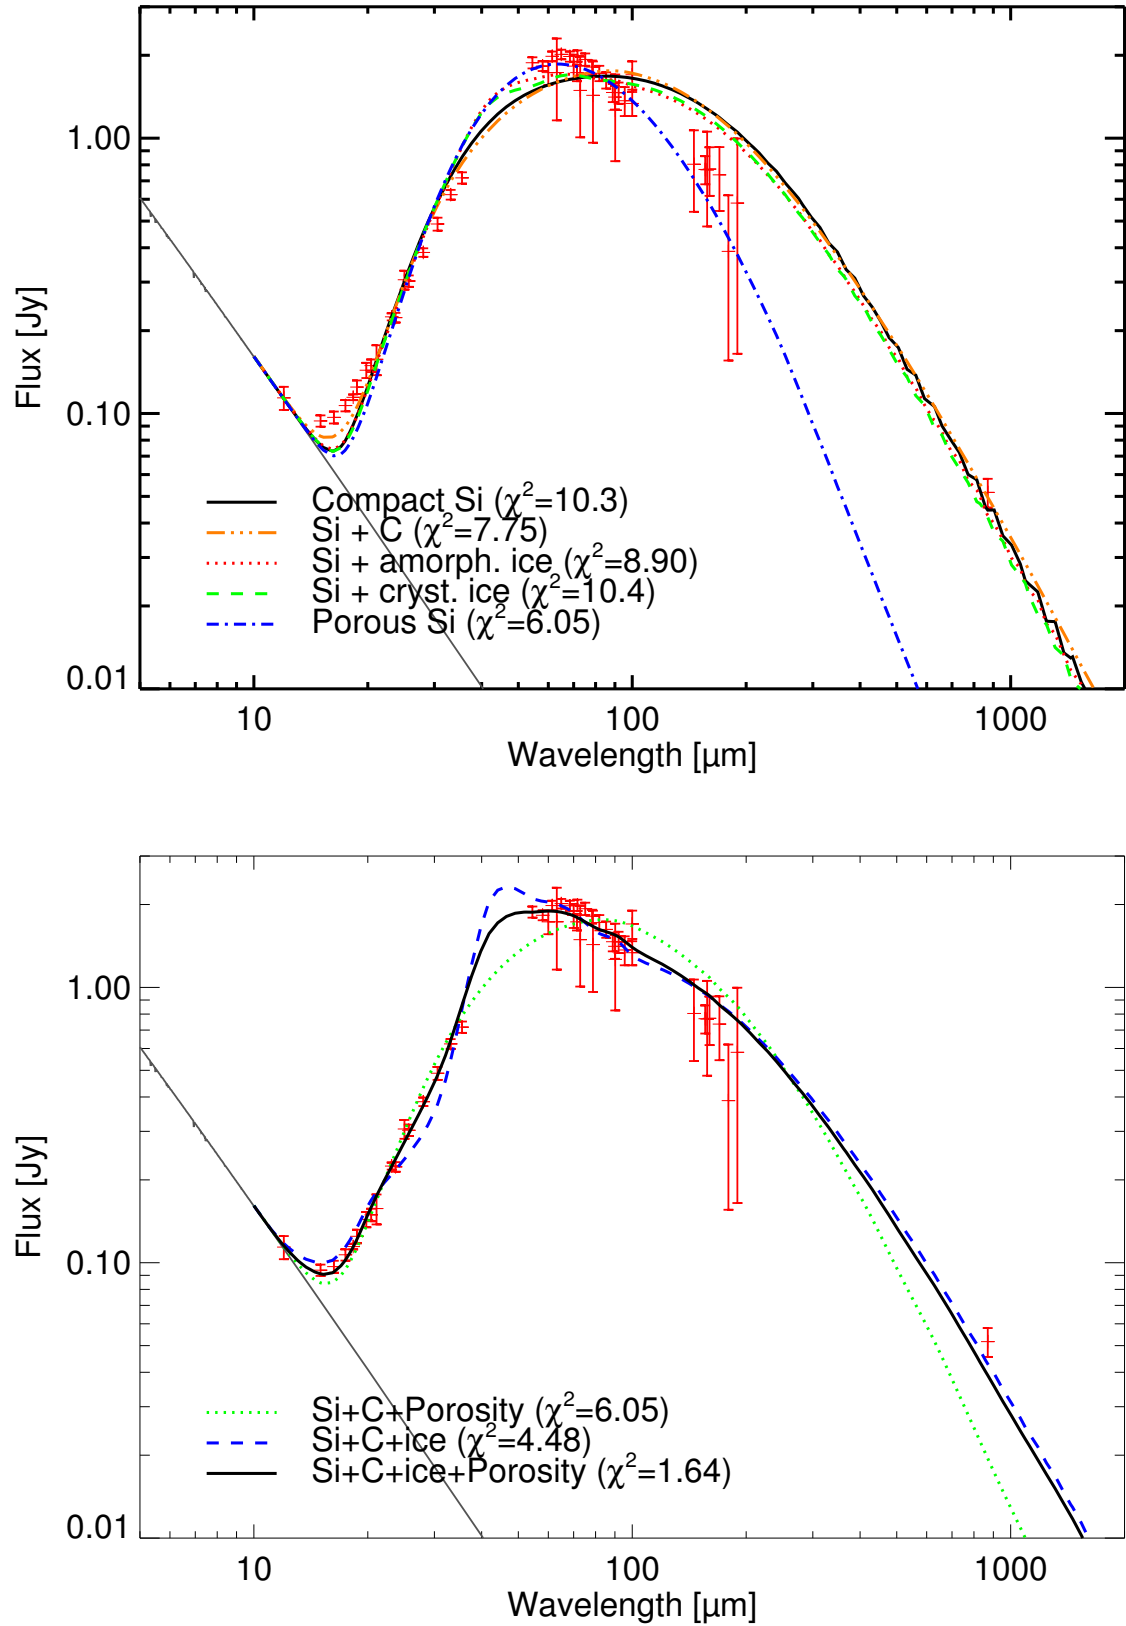 1.00
0.10
0.01
Flux [Jy]
Compact Si (χ²=10.3)
Si + C (χ²=7.75)
Si + amorph. ice (χ²=8.90)
Si + cryst. ice (χ²=10.4)
Porous Si (χ²=6.05)
10 100 1000
Wavelength [μm]
1.00
0.10
0.01
Flux [Jy]
Si+C+Porosity (χ²=6.05)
Si+C+ice (χ²=4.48)
Si+C+ice+Porosity (χ²=1.64)
10 100 1000
Wavelength [μm]